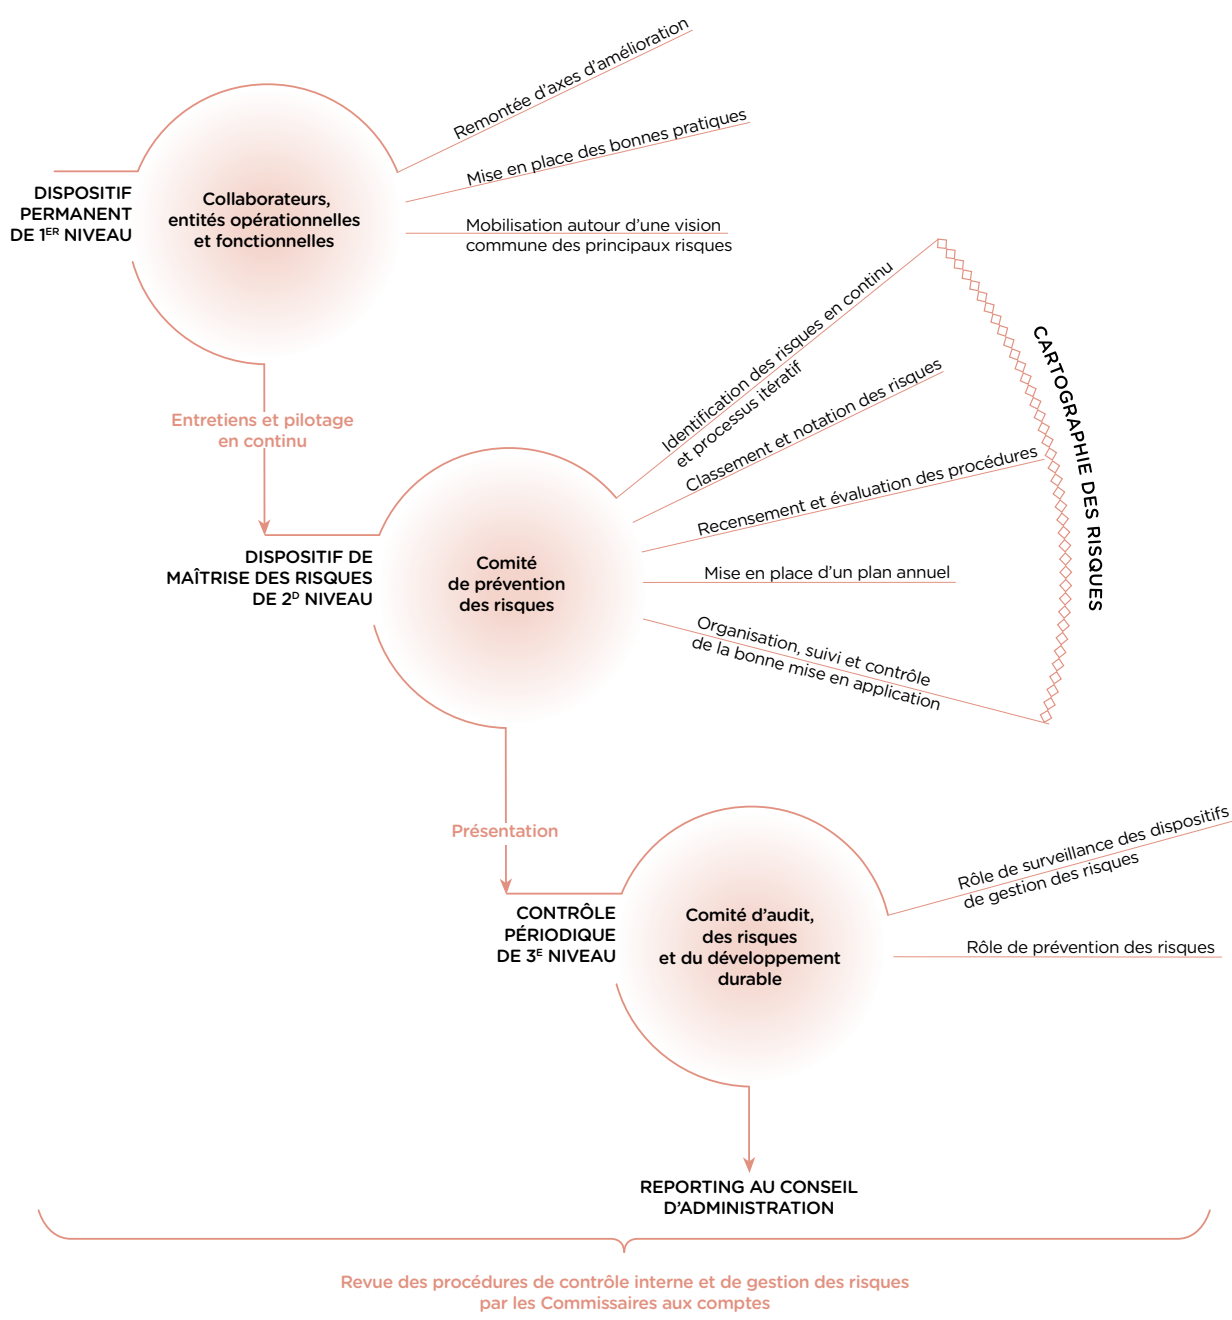 Remontée d'axes d'amélioration
Mise en place des bonnes pratiques
DISPOSITIF
PERMANENT
DE 1ER NIVEAU
Collaborateurs,
entités opérationnelles
et fonctionnelles
Mobilisation autour d'une vision
commune des principaux risques
Entretiens et pilotage
en continu
Identification des risques en continu
et processus itératif
Classement et notation des risques
Recensement et évaluation des procédures
Mise en place d'un plan annuel
Organisation, suivi et contrôle
de la bonne mise en application
CARTOGRAPHIE DES RISQUES
DISPOSITIF DE
MAÎTRISE DES RISQUES
DE 2D NIVEAU
Comité
de prévention
des risques
Présentation
Rôle de surveillance des dispositifs
de gestion des risques
Rôle de prévention des risques
CONTRÔLE
PÉRIODIQUE
DE 3E NIVEAU
Comité d'audit,
des risques
et du développement
durable
REPORTING AU CONSEIL
D'ADMINISTRATION
Revue des procédures de contrôle interne et de gestion des risques
par les Commissaires aux comptes